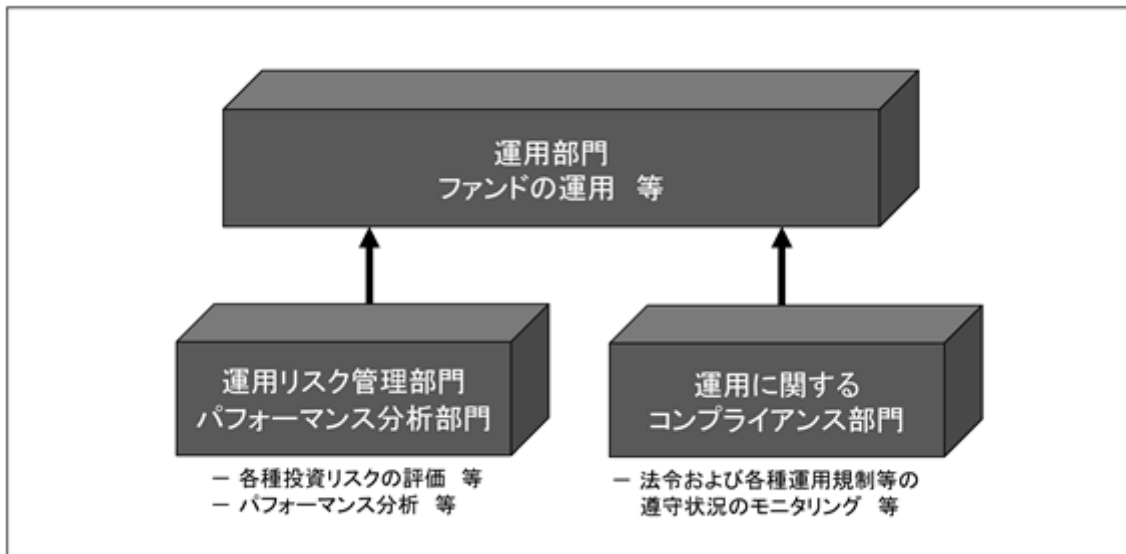 運用部門
ファンドの運用 等
運用リスク管理部門
パフォーマンス分析部門
－ 各種投資リスクの評価 等
－ パフォーマンス分析 等
運用に関する
コンプライアンス部門
－ 法令および各種運用規制等の
遵守状況のモニタリング 等